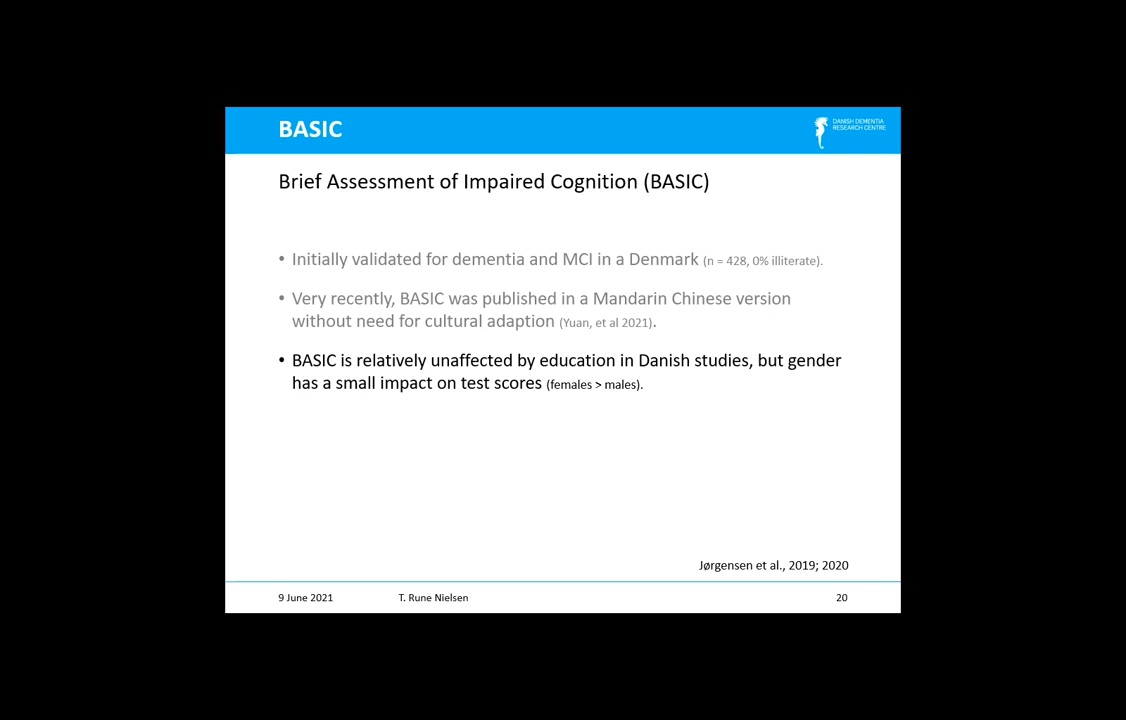 BASIC
DANISH DEMENTIA
RESEARCH CENTRE
Brief Assessment of Impaired Cognition (BASIC)
• Initially validated for dementia and MCI in a Denmark (n = 428, 0% illiterate).
• Very recently, BASIC was published in a Mandarin Chinese version
without need for cultural adaption (Yuan, et al 2021).
• BASIC is relatively unaffected by education in Danish studies, but gender
has a small impact on test scores (females > males).
Jørgensen et al., 2019; 2020
9 June 2021 T. Rune Nielsen 20